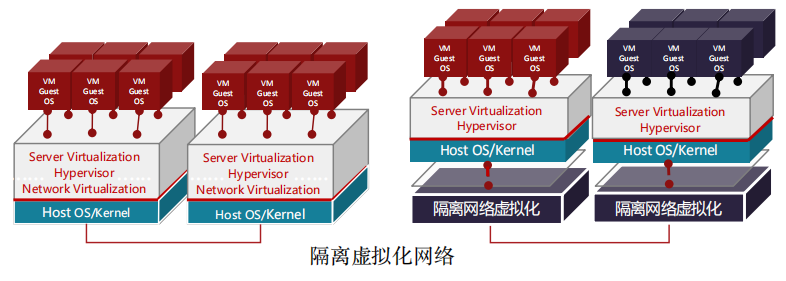 VM
Guest
OS
VM
Guest
OS
VM
Guest
OS
Server Virtualization
Hypervisor
Network Virtualization
Host OS/Kernel
VM
Guest
OS
VM
Guest
OS
VM
Guest
OS
Server Virtualization
Hypervisor
Network Virtualization
Host OS/Kernel
VM
Guest
OS
VM
Guest
OS
VM
Guest
OS
Server Virtualization
Hypervisor
Host OS/Kernel
隔离网络虚拟化
VM
Guest
OS
VM
Guest
OS
VM
Guest
OS
Server Virtualization
Hypervisor
Host OS/Kernel
隔离网络虚拟化
隔离虚拟化网络